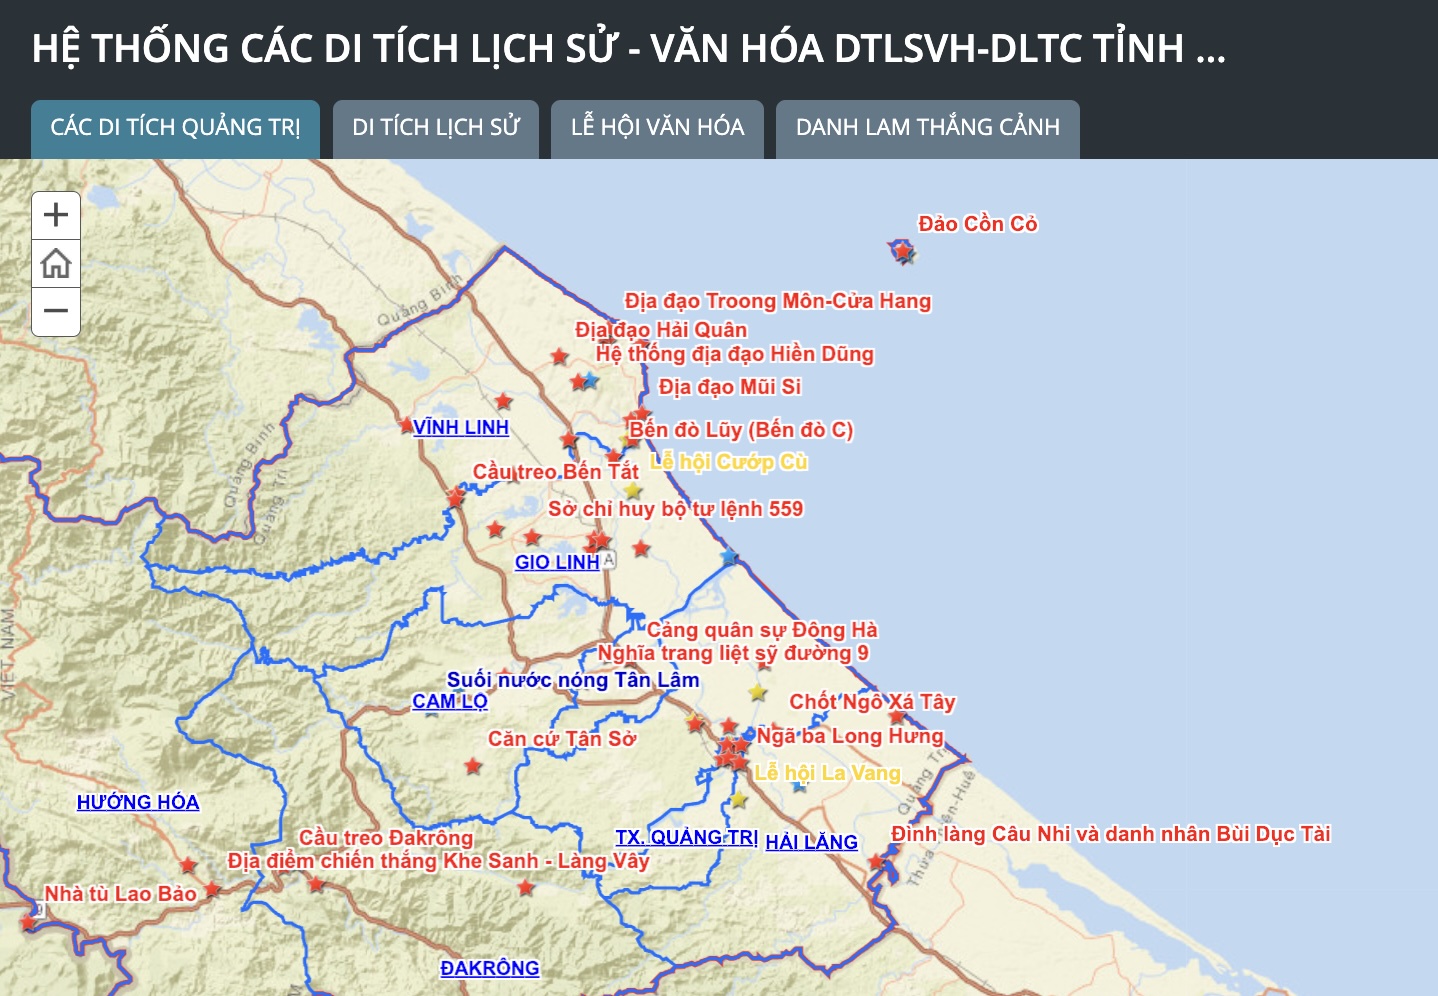 HỆ THỐNG CÁC DI TÍCH LỊCH SỬ - VĂN HÓA DTLSVH-DLTC TỈNH ...
CÁC DI TÍCH QUẢNG TRỊ
DI TÍCH LỊCH SỬ
LỄ HỘI VĂN HÓA
DANH LAM THẮNG CẢNH
Đảo Cồn Cỏ
Quảng Bình
Địa đạo Troong Môn-Cửa Hang
Địa đạo Hải Quân
Hệ thống địa đạo Hiền Dũng
Địa đạo Mũi Si
VĨNH LINH
Bến đò Lũy (Bến đò C)
Quảng Bình
Quảng Trị
Lễ hội Cướp Cù
Cầu treo Bến Tắt
Sở chỉ huy bộ tư lệnh 559
GIO LINH
A
VIỆT NAM
Cảng quân sự Đông Hà
Nghĩa trang liệt sỹ đường 9
Suối nước nóng Tân Lâm
CAM LỘ
Chốt Ngô Xá Tây
Ngã ba Long Hưng
Căn cứ Tân Sở
Lễ hội La Vang
Quảng Trị
Thừa Thiên-Huế
HƯỚNG HÓA
TX. QUẢNG TRỊ
HẢI LĂNG
Đình làng Câu Nhi và danh nhân Bùi Dục Tài
Cầu treo Đakrông
Địa điểm chiến thắng Khe Sanh - Làng Vây
Nhà tù Lao Bảo
9
ĐAKRÔNG